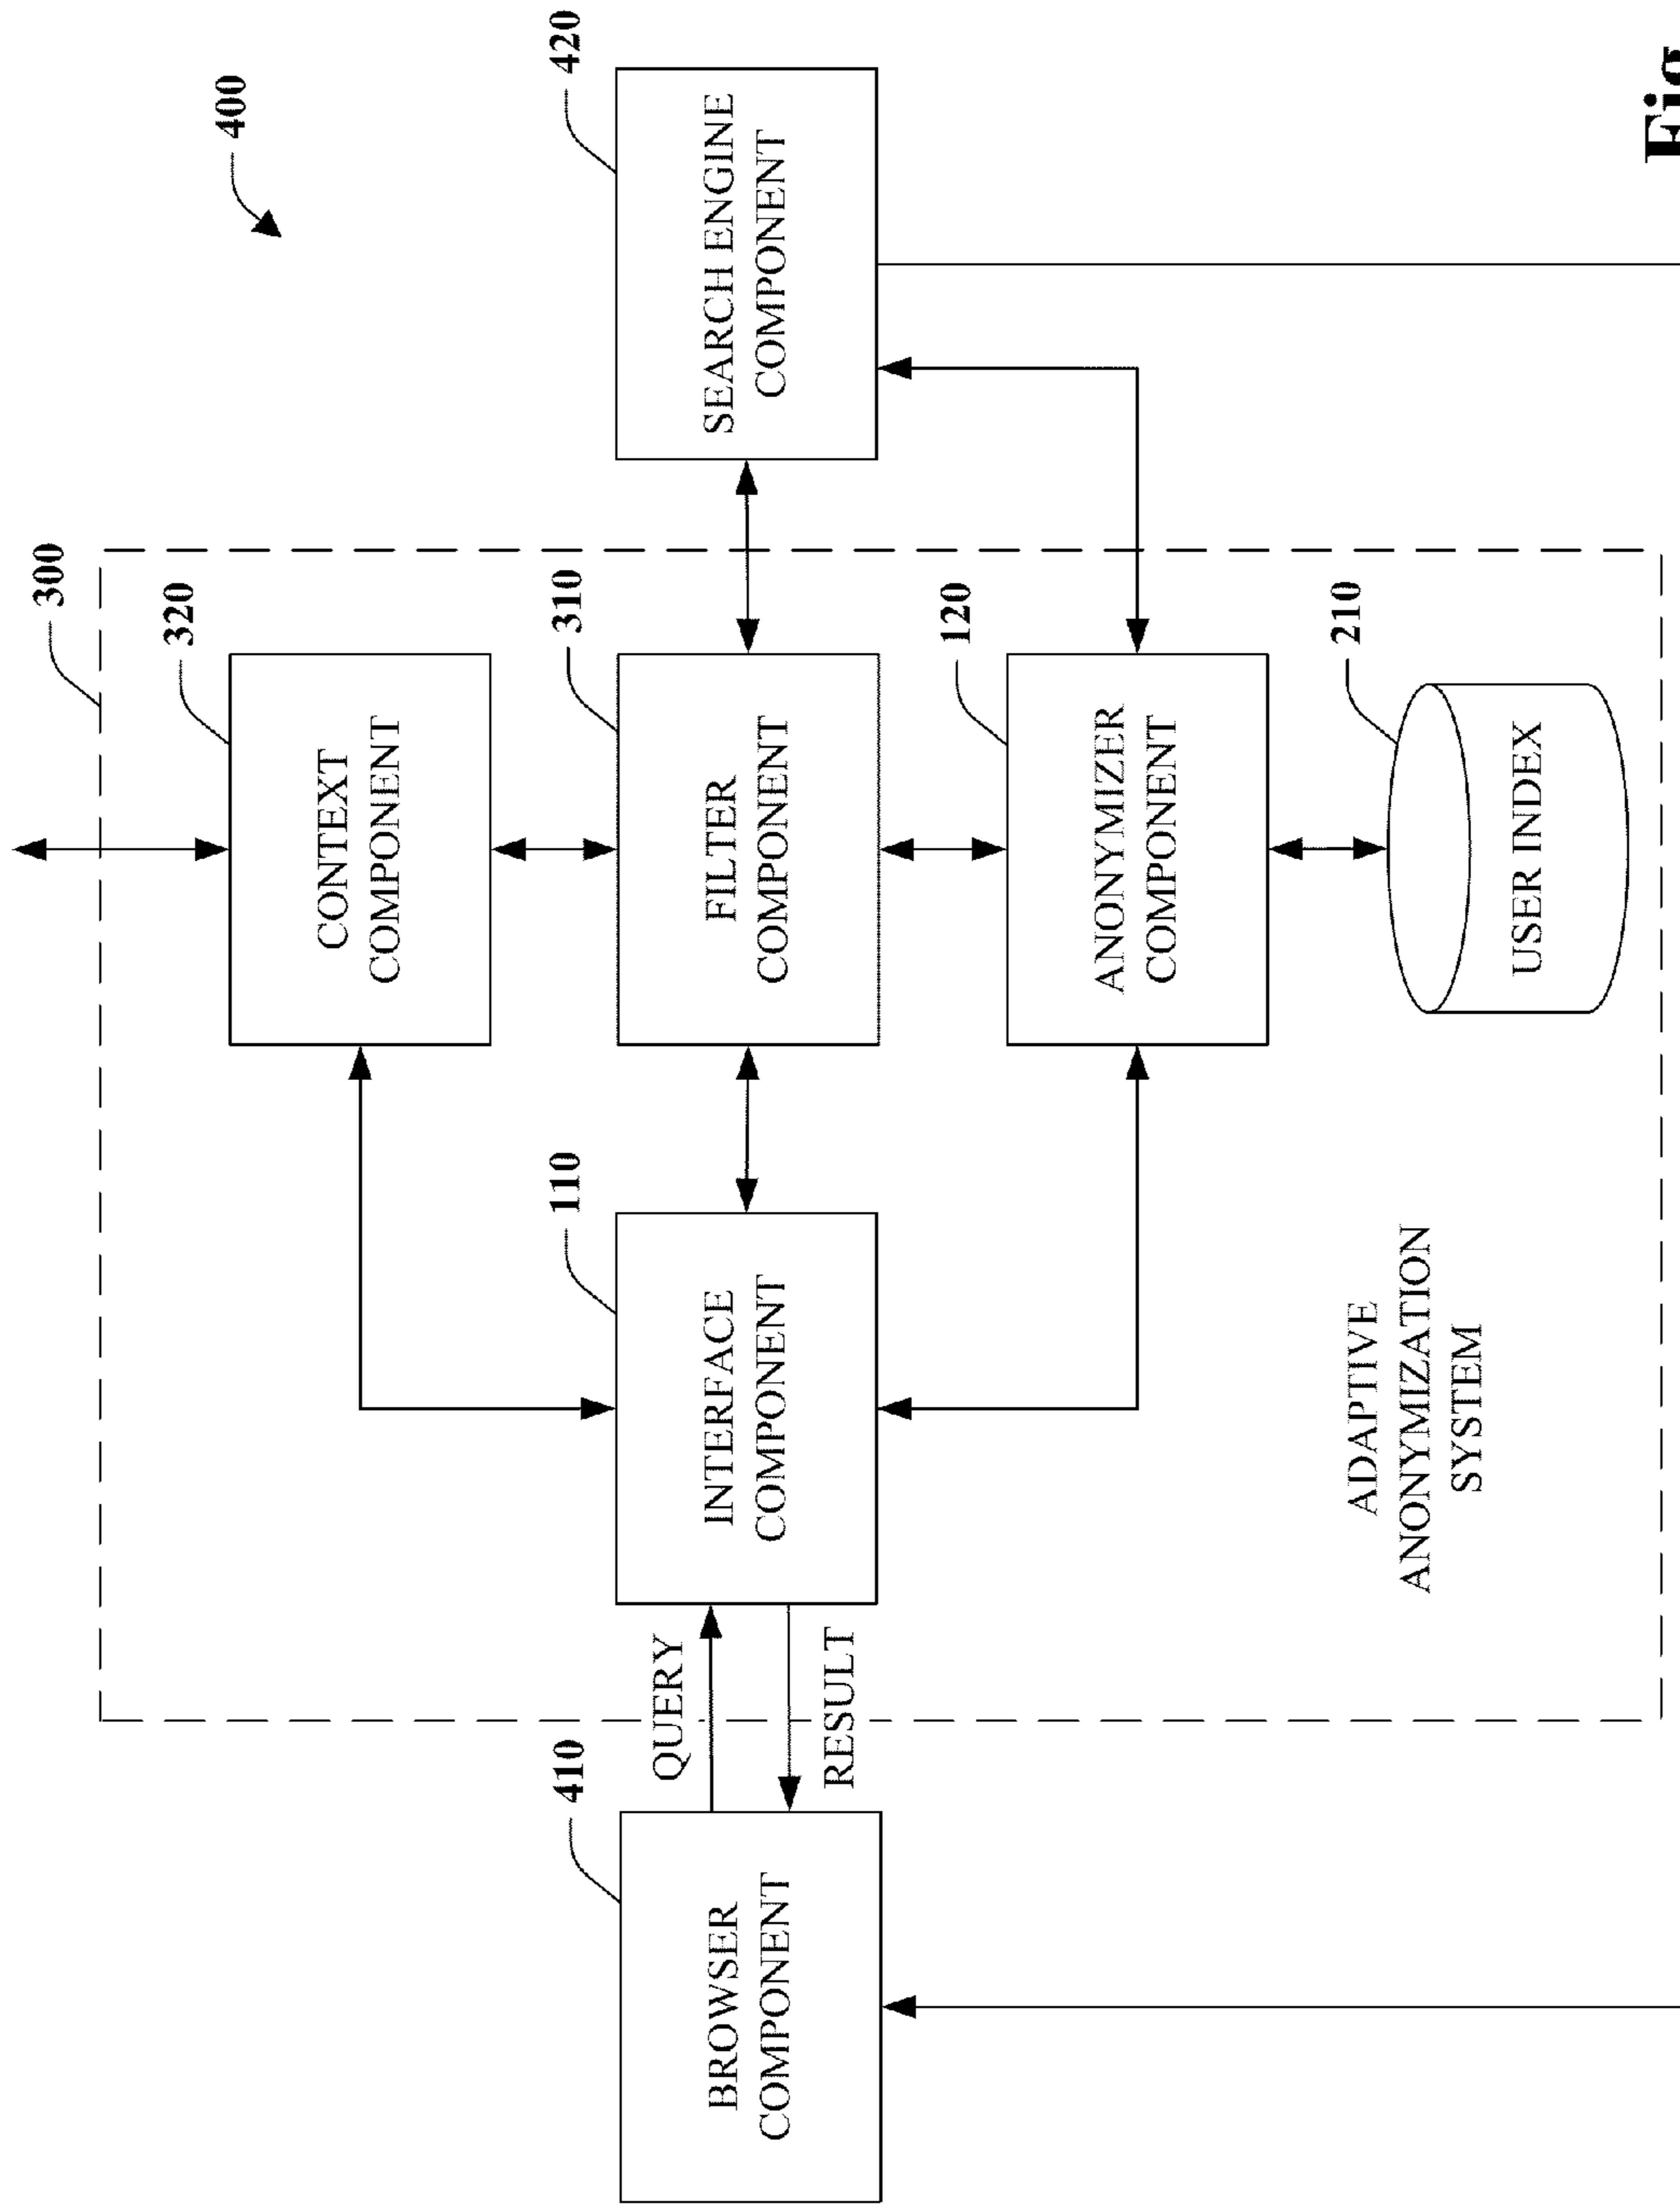 400
300
320
CONTEXT
COMPONENT
410
BROWSER
COMPONENT
QUERY
RESULT
110
INTERFACE
COMPONENT
310
FILTER
COMPONENT
420
SEARCH ENGINE
COMPONENT
120
ANONYMIZER
COMPONENT
210
USER INDEX
ADAPTIVE
ANONYMIZATION
SYSTEM
Fig